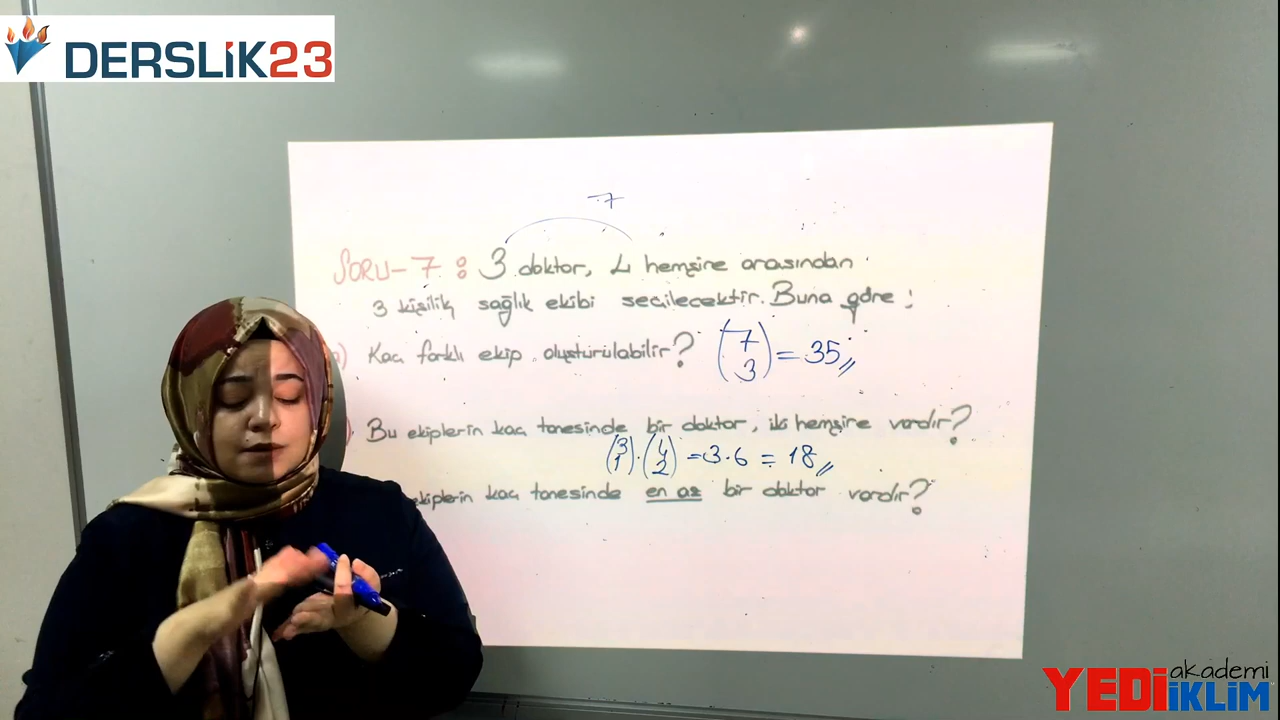 DERSLİK23
7
SORU-7: 3 doktor, 4 hemşire arasından
3 kişilik sağlık ekibi seçilecektir. Buna göre;
) Kaç farklı ekip oluşturulabilir? (7 3) = 35
) Bu ekiplerin kaç tanesinde bir doktor, iki hemşire vardır?
(3 1).(4 2) = 3.6 = 18
ekiplerin kaç tanesinde en az bir doktor vardır?
YEDİ akademi İKLİM